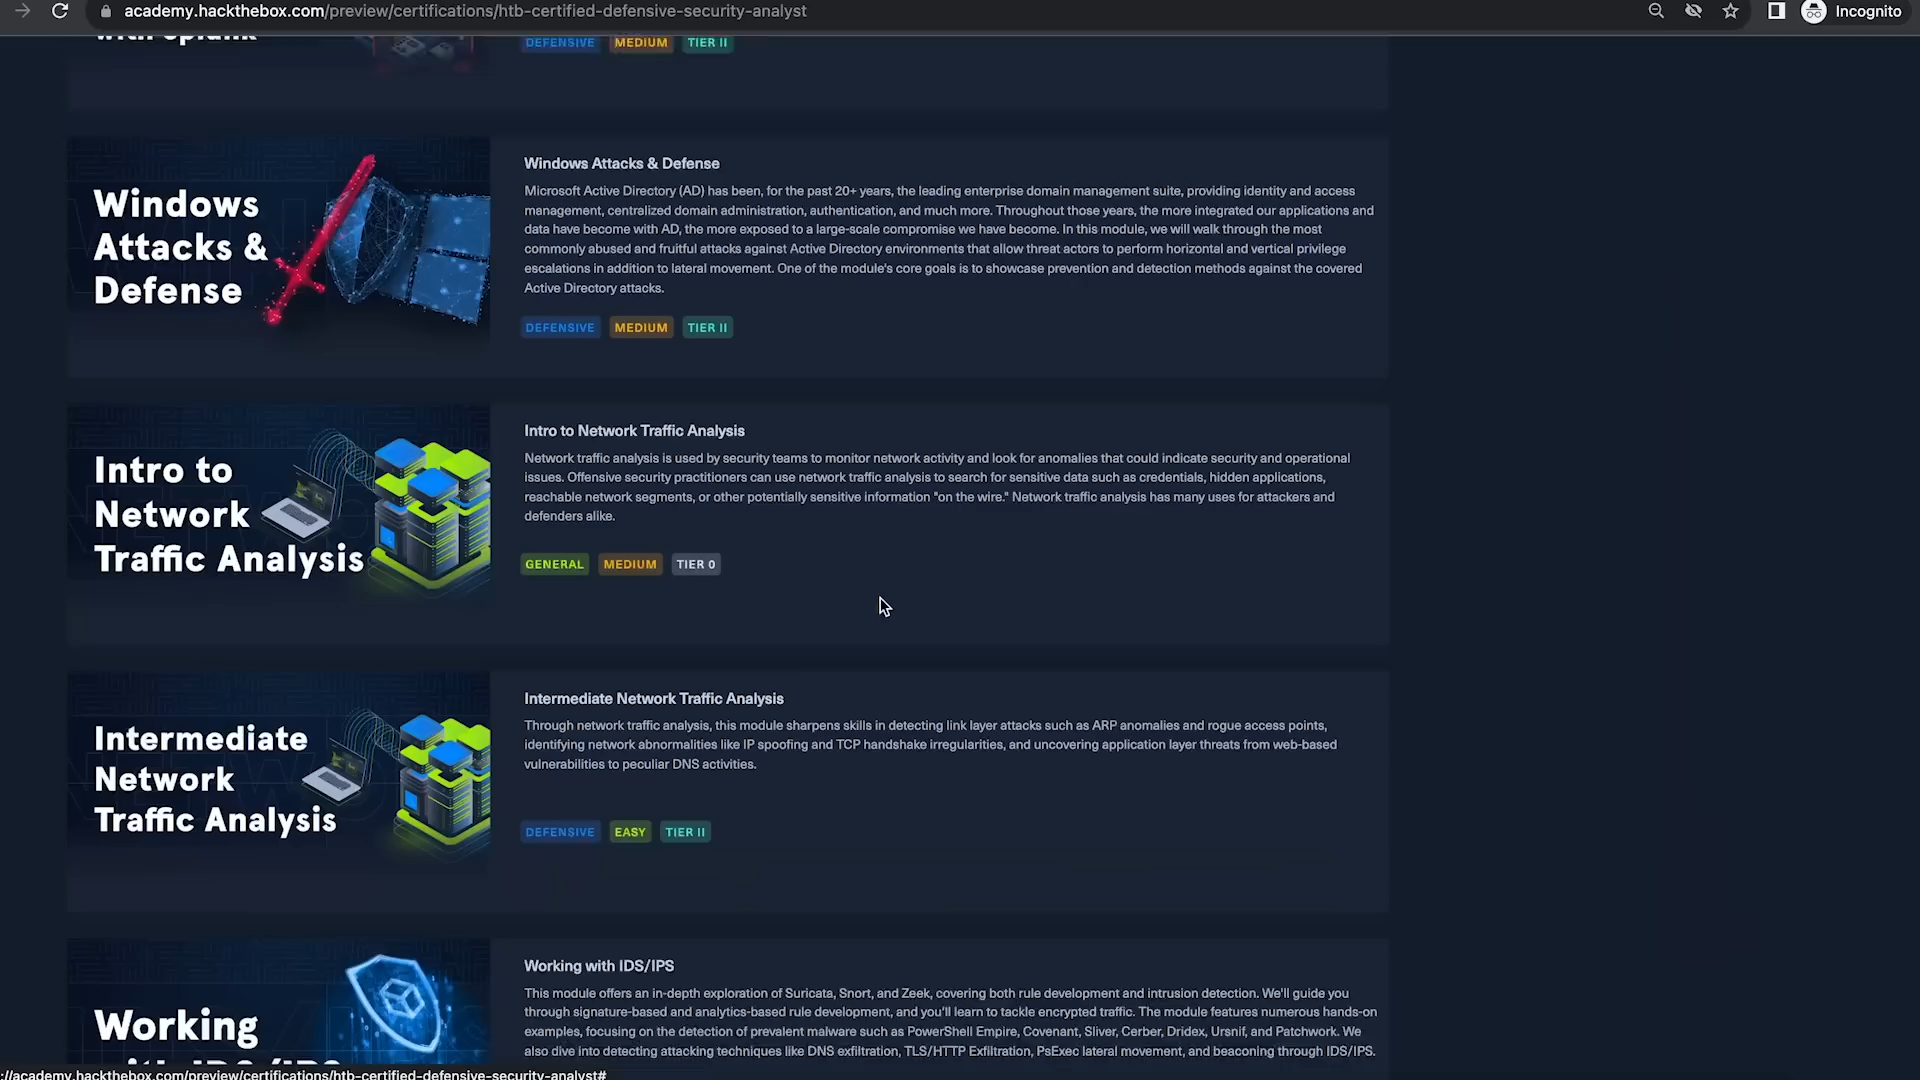 academy.hackthebox.com/preview/certifications/htb-certified-defensive-security-analyst
Incognito
DEFENSIVE MEDIUM TIER II
Windows
Attacks &
Defense
Windows Attacks & Defense
Microsoft Active Directory (AD) has been, for the past 20+ years, the leading enterprise domain management suite, providing identity and access
management, centralized domain administration, authentication, and much more. Throughout those years, the more integrated our applications and
data have become with AD, the more exposed to a large-scale compromise we have become. In this module, we will walk through the most
commonly abused and fruitful attacks against Active Directory environments that allow threat actors to perform horizontal and vertical privilege
escalations in addition to lateral movement. One of the module's core goals is to showcase prevention and detection methods against the covered
Active Directory attacks.
DEFENSIVE MEDIUM TIER II
Intro to
Network
Traffic Analysis
Intro to Network Traffic Analysis
Network traffic analysis is used by security teams to monitor network activity and look for anomalies that could indicate security and operational
issues. Offensive security practitioners can use network traffic analysis to search for sensitive data such as credentials, hidden applications,
reachable network segments, or other potentially sensitive information "on the wire." Network traffic analysis has many uses for attackers and
defenders alike.
GENERAL MEDIUM TIER 0
Intermediate
Network
Traffic Analysis
Intermediate Network Traffic Analysis
Through network traffic analysis, this module sharpens skills in detecting link layer attacks such as ARP anomalies and rogue access points,
identifying network abnormalities like IP spoofing and TCP handshake irregularities, and uncovering application layer threats from web-based
vulnerabilities to peculiar DNS activities.
DEFENSIVE EASY TIER II
Working
Working with IDS/IPS
This module offers an in-depth exploration of Suricata, Snort, and Zeek, covering both rule development and intrusion detection. We'll guide you
through signature-based and analytics-based rule development, and you'll learn to tackle encrypted traffic. The module features numerous hands-on
examples, focusing on the detection of prevalent malware such as PowerShell Empire, Covenant, Sliver, Cerber, Dridex, Ursnif, and Patchwork. We
also dive into detecting attacking techniques like DNS exfiltration, TLS/HTTP Exfiltration, PsExec lateral movement, and beaconing through IDS/IPS.
://academy.hackthebox.com/preview/certifications/htb-certified-defensive-security-analyst#